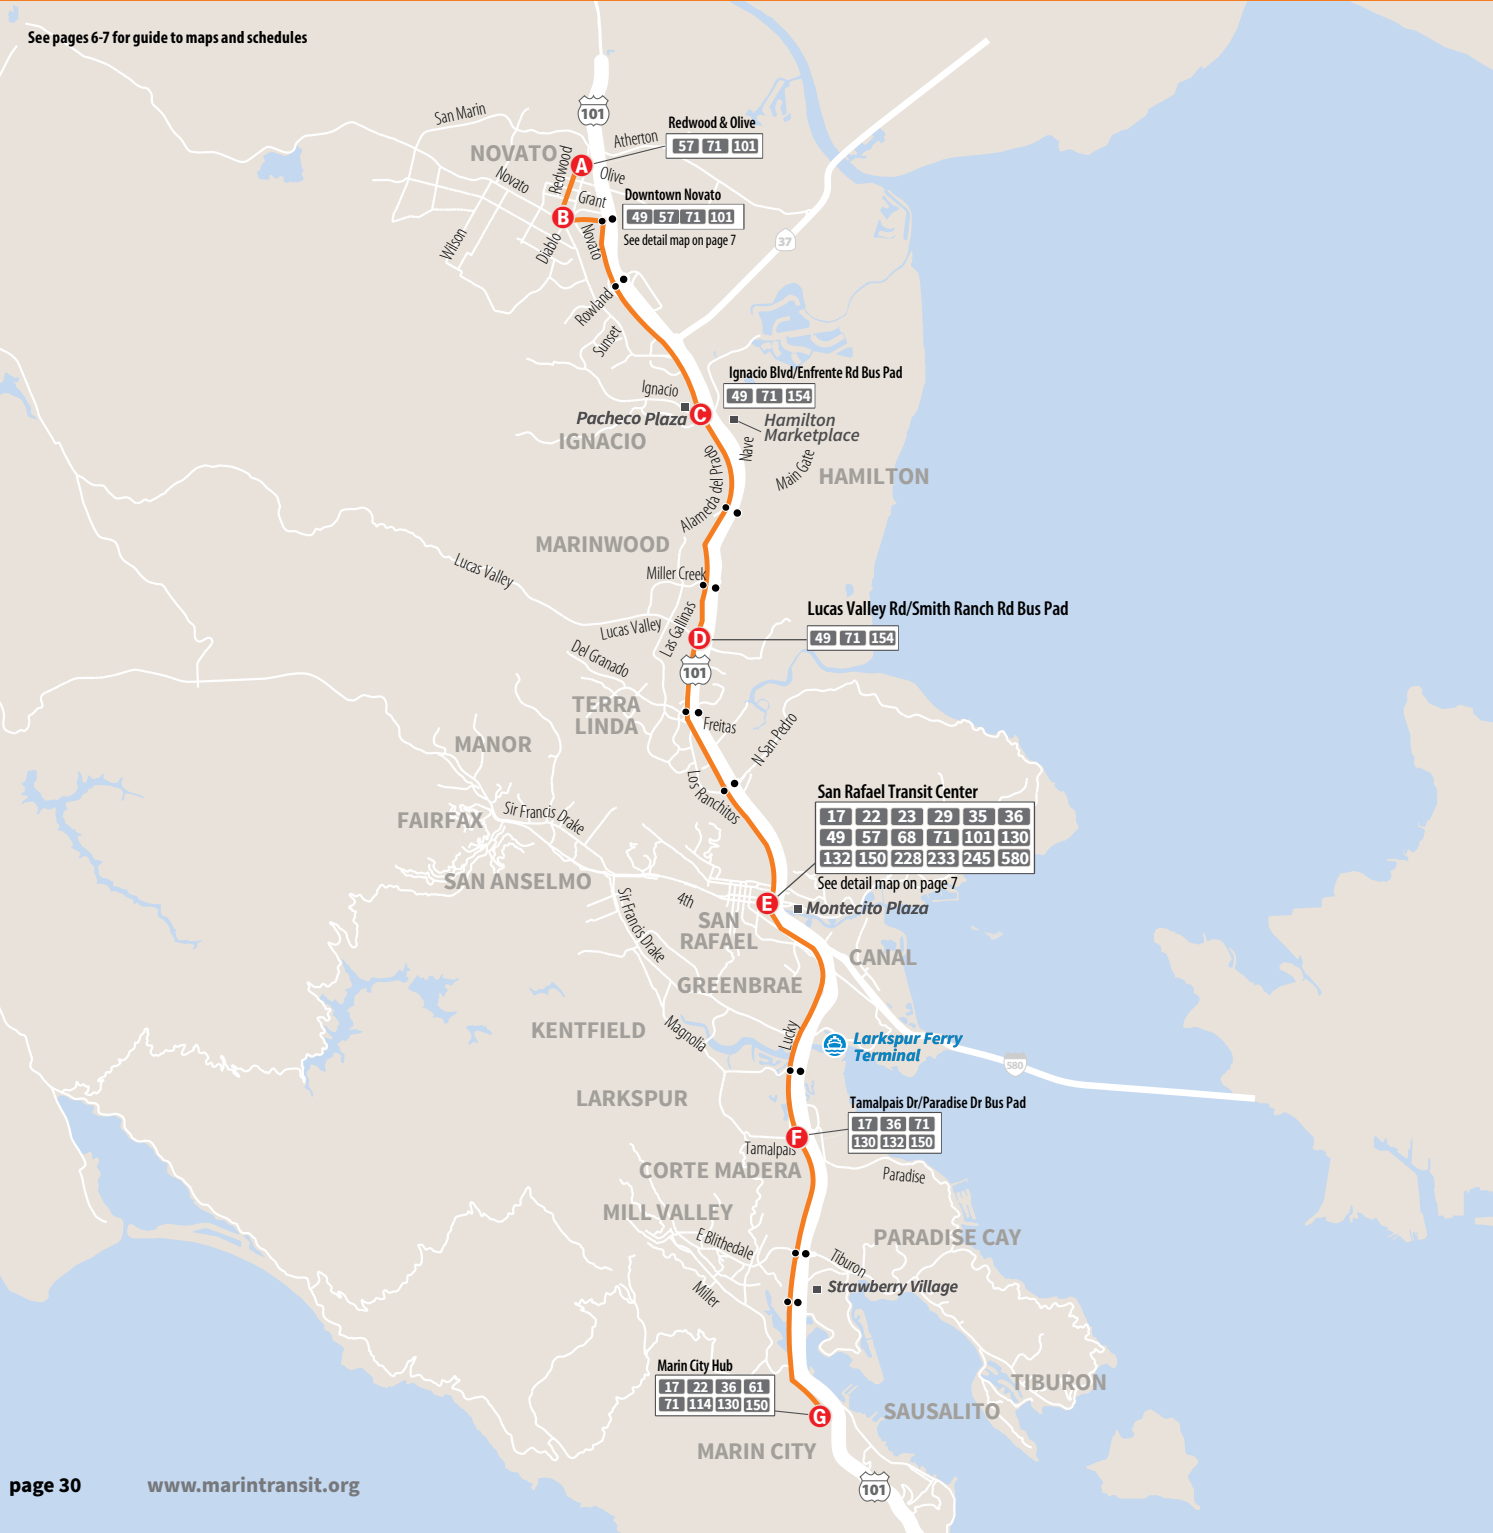 See pages 6-7 for guide to maps and schedules
101
San Marin
NOVATO
Redwood
A
Atherton
Olive
Redwood & Olive
57 71 101
Novato
Grant
Downtown Novato
49 57 71 101
See detail map on page 7
B
Wilson
Diablo
Novato
37
Rowland
Sunset
Ignacio Blvd/Enfrente Rd Bus Pad
49 71 154
Ignacio
Pacheco Plaza
C
Hamilton
Marketplace
IGNACIO
Nave
Alameda del Prado
Main Gate
HAMILTON
MARINWOOD
Lucas Valley
Miller Creek
Las Gallinas
Lucas Valley
D
Lucas Valley Rd/Smith Ranch Rd Bus Pad
49 71 154
Del Granado
101
TERRA
LINDA
Freitas
N San Pedro
MANOR
Los Ranchitos
FAIRFAX
Sir Francis Drake
San Rafael Transit Center
17 22 23 29 35 36
49 57 68 71 101 130
132 150 228 233 245 580
See detail map on page 7
SAN ANSELMO
Sir Francis Drake
4th
E
Montecito Plaza
SAN
RAFAEL
CANAL
GREENBRAE
KENTFIELD
Magnolia
Lucky
Larkspur Ferry
Terminal
580
LARKSPUR
Tamalpais Dr/Paradise Dr Bus Pad
17 36 71
130 132 150
F
Tamalpais
CORTE MADERA
Paradise
MILL VALLEY
E Blithedale
PARADISE CAY
Tiburon
Miller
Strawberry Village
Marin City Hub
17 22 36 61
71 114 130 150
G
TIBURON
SAUSALITO
MARIN CITY
101
page 30
www.marintransit.org